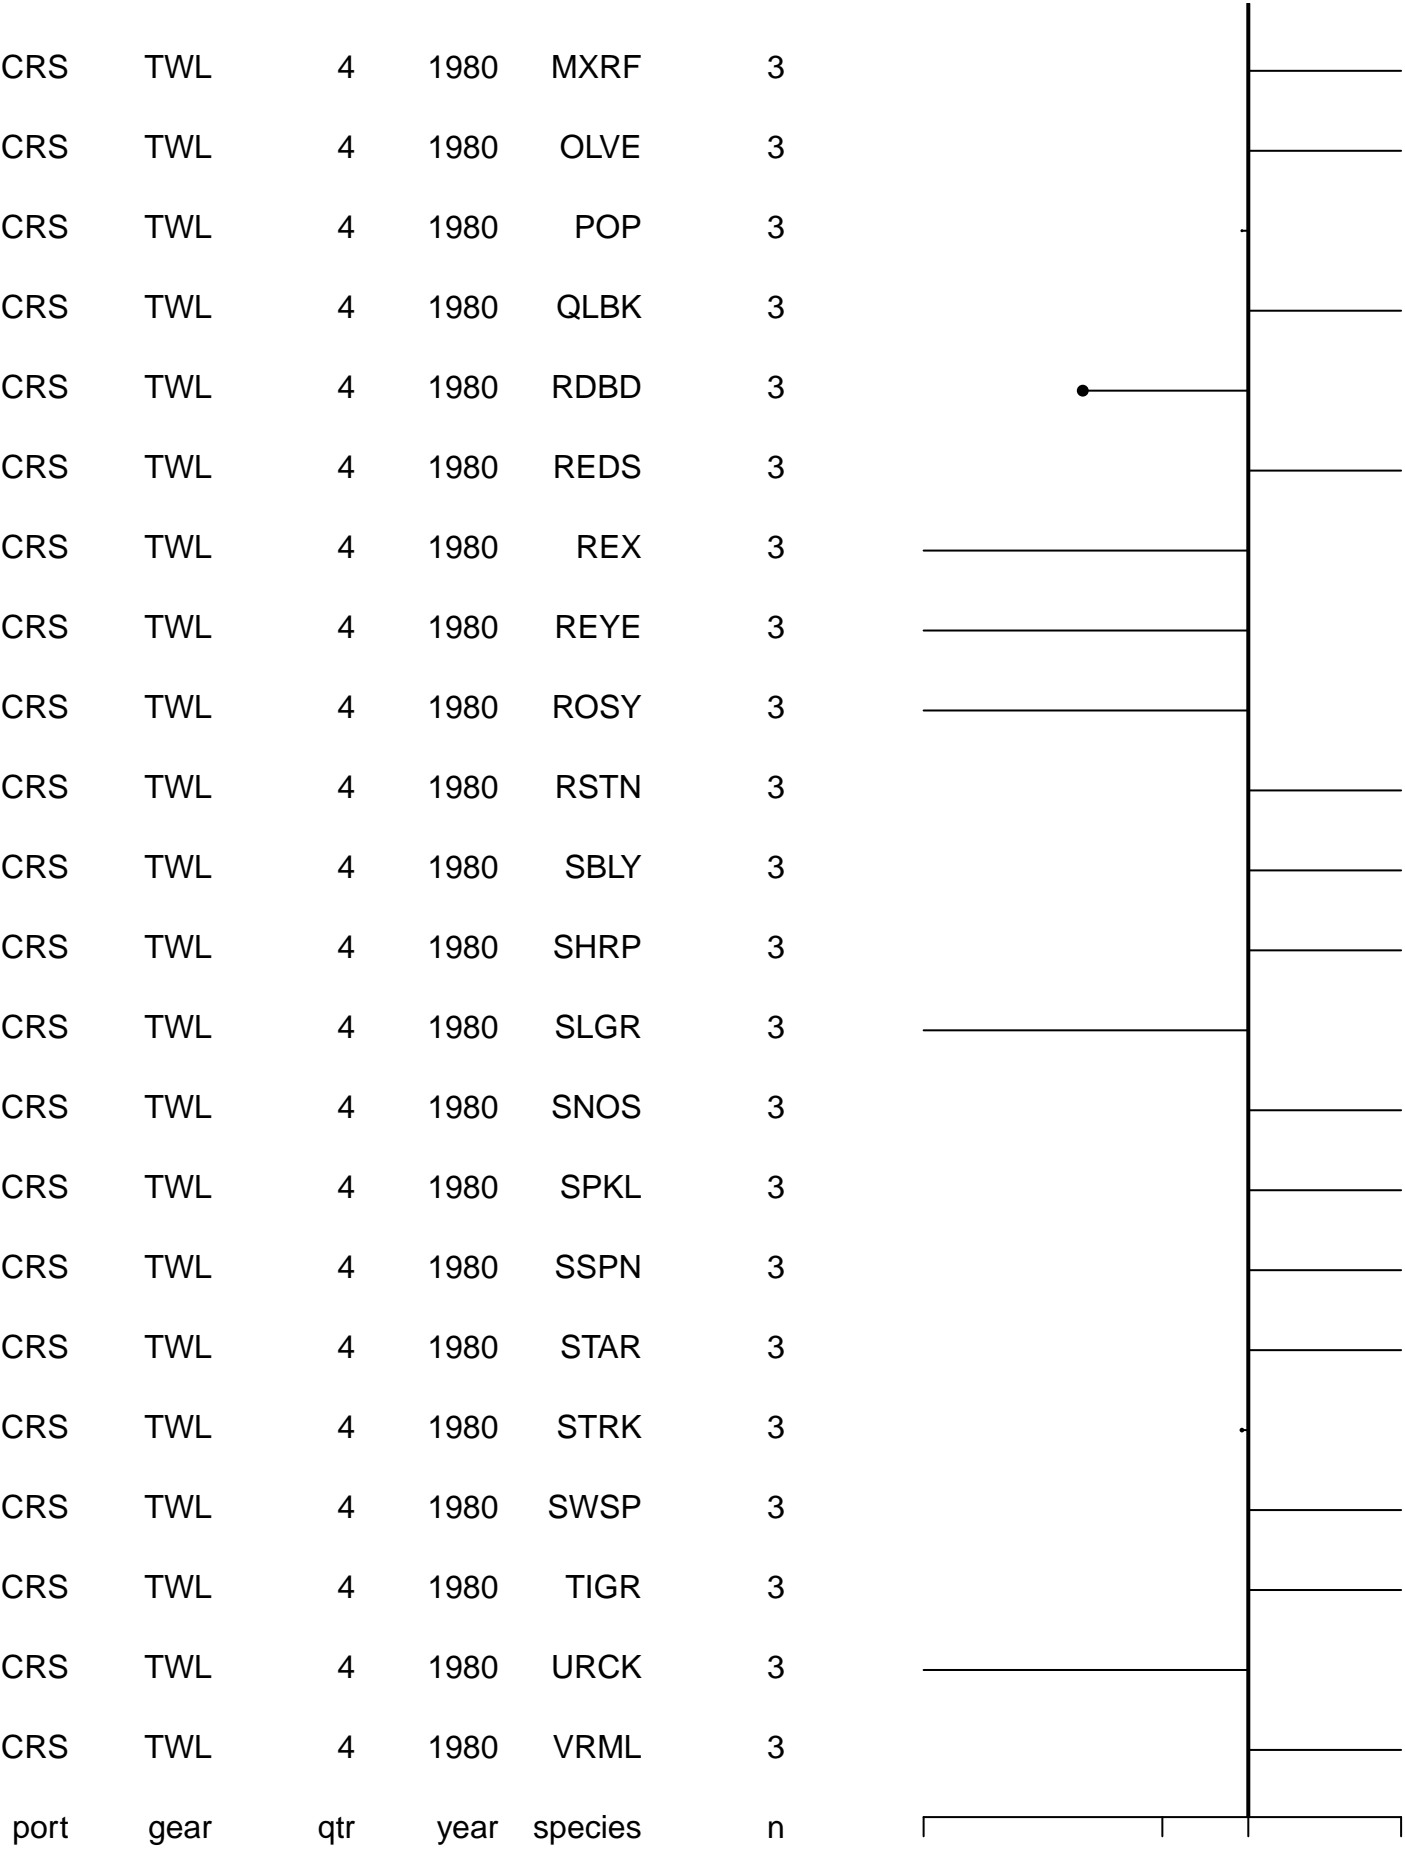 CRS TWL 4 1980 MXRF 3
CRS TWL 4 1980 OLVE 3
CRS TWL 4 1980 POP 3
CRS TWL 4 1980 QLBK 3
CRS TWL 4 1980 RDBD 3
CRS TWL 4 1980 REDS 3
CRS TWL 4 1980 REX 3
CRS TWL 4 1980 REYE 3
CRS TWL 4 1980 ROSY 3
CRS TWL 4 1980 RSTN 3
CRS TWL 4 1980 SBLY 3
CRS TWL 4 1980 SHRP 3
CRS TWL 4 1980 SLGR 3
CRS TWL 4 1980 SNOS 3
CRS TWL 4 1980 SPKL 3
CRS TWL 4 1980 SSPN 3
CRS TWL 4 1980 STAR 3
CRS TWL 4 1980 STRK 3
CRS TWL 4 1980 SWSP 3
CRS TWL 4 1980 TIGR 3
CRS TWL 4 1980 URCK 3
CRS TWL 4 1980 VRML 3
port gear qtr year species n